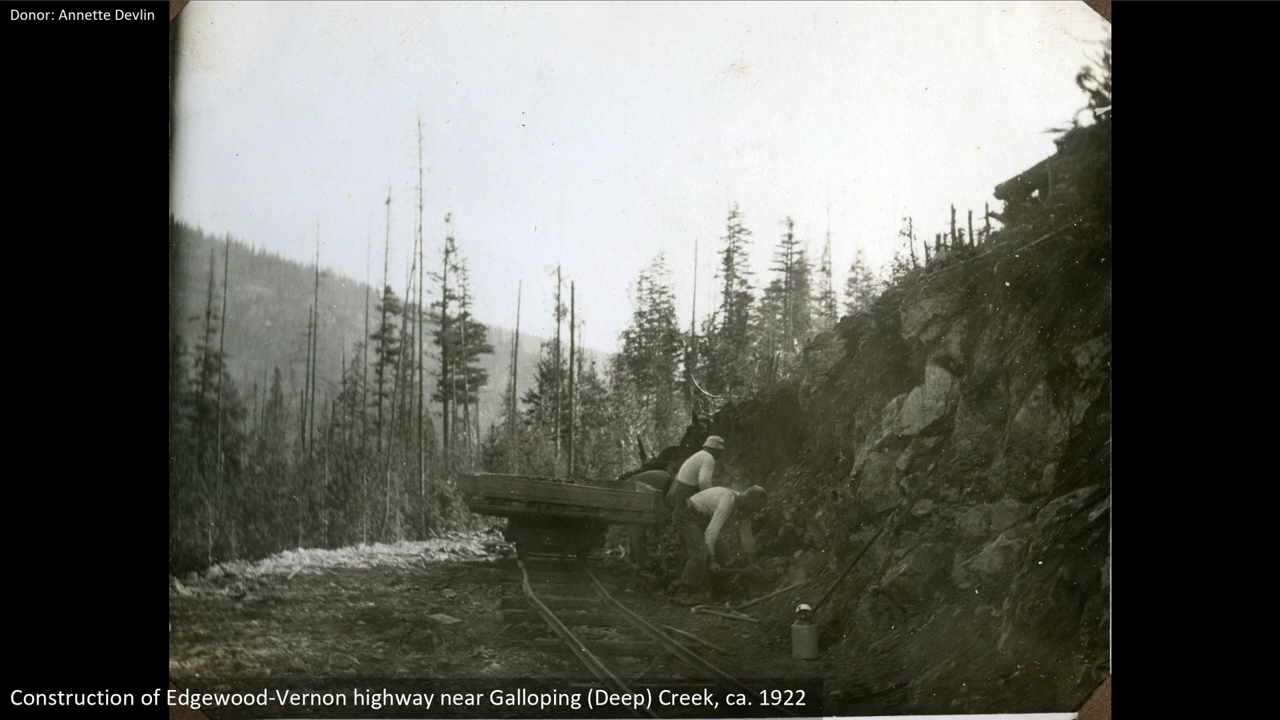 Donor: Annette Devlin
Construction of Edgewood-Vernon highway near Galloping (Deep) Creek, ca. 1922